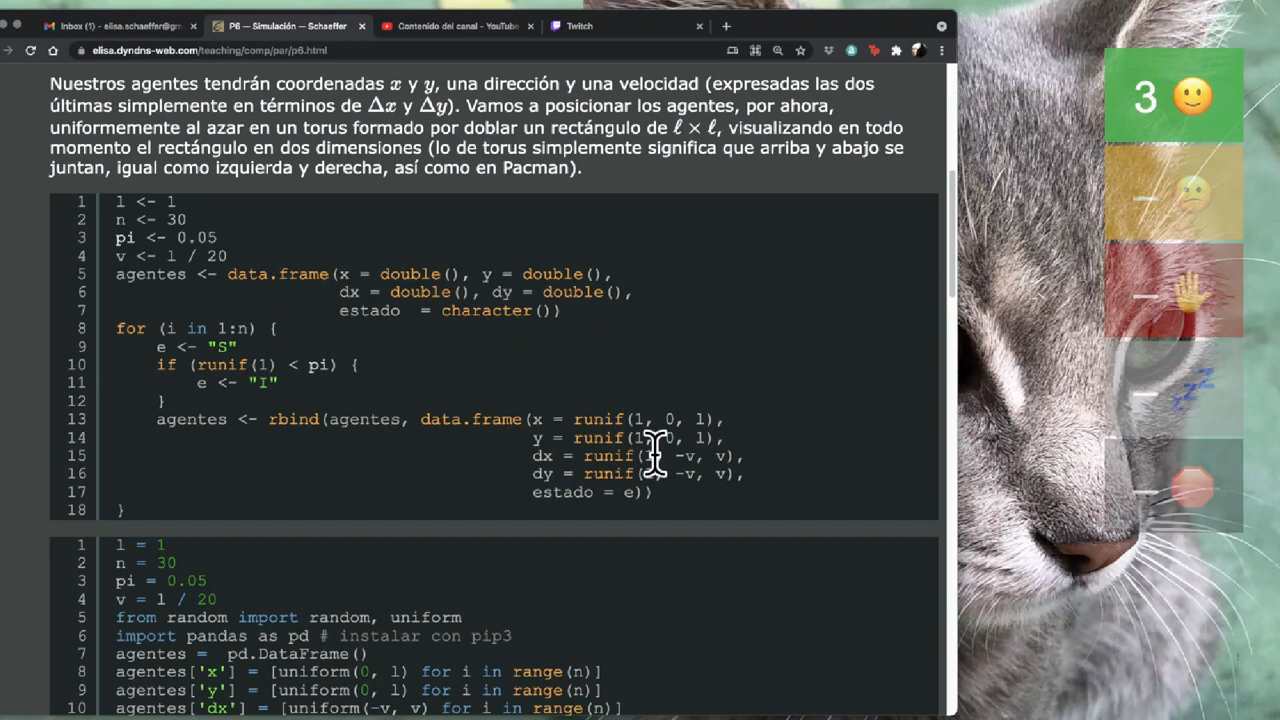 Inbox (1) - elisa.schaeffer@gm
P6 — Simulación — Schaeffer
Contenido del canal - YouTube
Twitch
elisa.dyndns-web.com/teaching/comp/par/p6.html
Nuestros agentes tendrán coordenadas x y y, una dirección y una velocidad (expresadas las dos
últimas simplemente en términos de Δx y Δy). Vamos a posicionar los agentes, por ahora,
uniformemente al azar en un torus formado por doblar un rectángulo de ℓ × ℓ, visualizando en todo
momento el rectángulo en dos dimensiones (lo de torus simplemente significa que arriba y abajo se
juntan, igual como izquierda y derecha, así como en Pacman).
1 l <- 1
2 n <- 30
3 pi <- 0.05
4 v <- l / 20
5 agentes <- data.frame(x = double(), y = double(),
6 dx = double(), dy = double(),
7 estado = character())
8 for (i in 1:n) {
9 e <- "S"
10 if (runif(1) < pi) {
11 e <- "I"
12 }
13 agentes <- rbind(agentes, data.frame(x = runif(1, 0, l),
14 y = runif(1, 0, l),
15 dx = runif(1, -v, v),
16 dy = runif( -v, v),
17 estado = e))
18 }
1 l = 1
2 n = 30
3 pi = 0.05
4 v = l / 20
5 from random import random, uniform
6 import pandas as pd # instalar con pip3
7 agentes = pd.DataFrame()
8 agentes['x'] = [uniform(0, l) for i in range(n)]
9 agentes['y'] = [uniform(0, l) for i in range(n)]
10 agentes['dx'] = [uniform(-v, v) for i in range(n)]
3